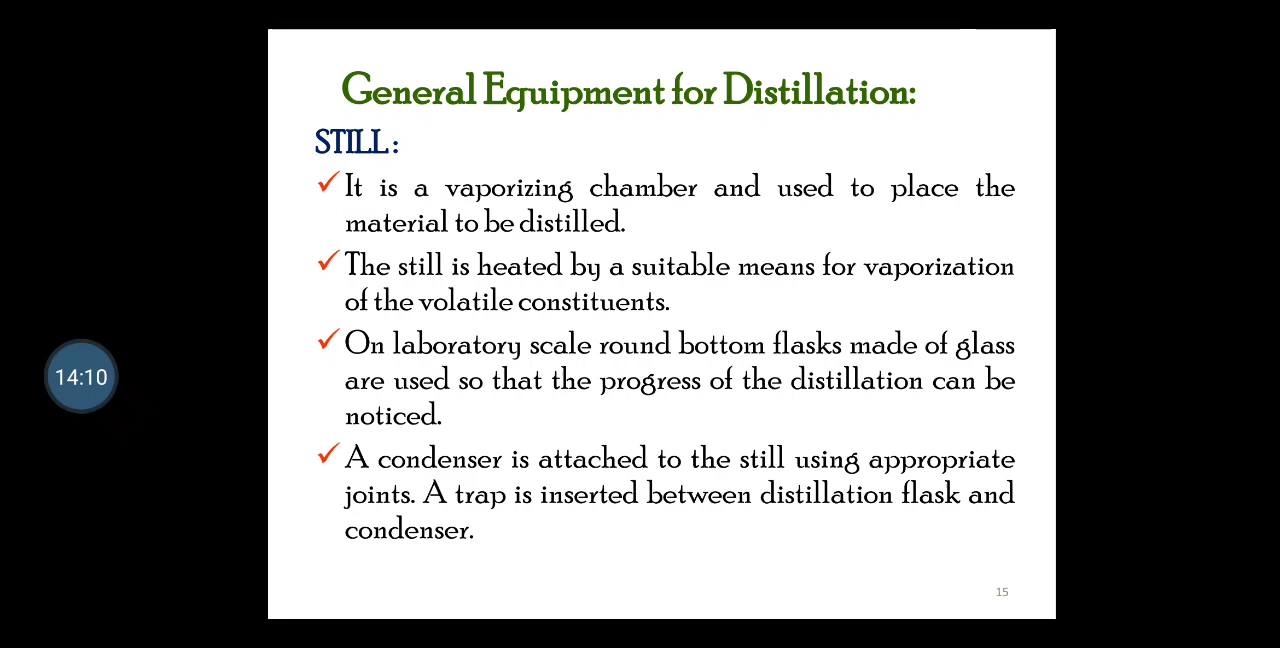 General Equipment for Distillation:
STILL :
✓It is a vaporizing chamber and used to place the
material to be distilled.
✓The still is heated by a suitable means for vaporization
of the volatile constituents.
✓On laboratory scale round bottom flasks made of glass
are used so that the progress of the distillation can be
noticed.
✓A condenser is attached to the still using appropriate
joints. A trap is inserted between distillation flask and
condenser.
14:10
15